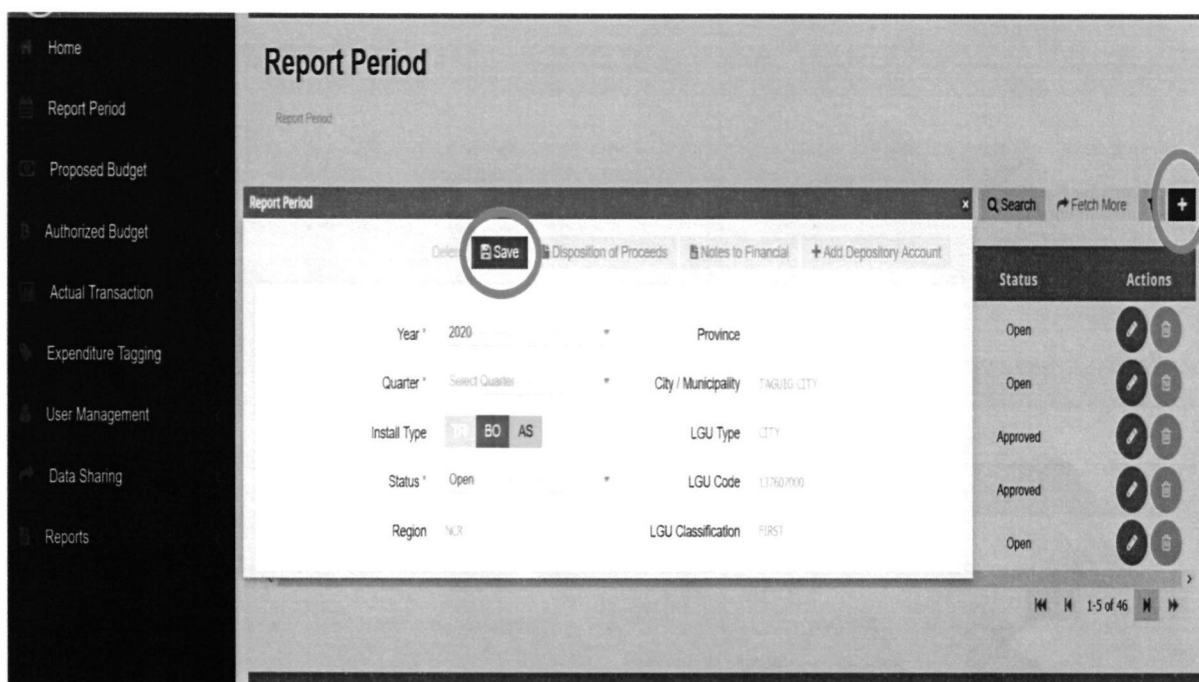 Home
Report Period
Proposed Budget
Authorized Budget
Actual Transaction
Expenditure Tagging
User Management
Data Sharing
Reports
Report Period
Report Period
Search Fetch More
Report Period
Save Disposition of Proceeds Notes to Financial Add Depository Account
Year * 2020 Province
Quarter * Select Quarter City / Municipality TAGUIG CITY
Install Type TR BO AS LGU Type CITY
Status * Open LGU Code 137607000
Region NCR LGU Classification FIRST
Status Actions
Open
Open
Approved
Approved
Open
1-5 of 46